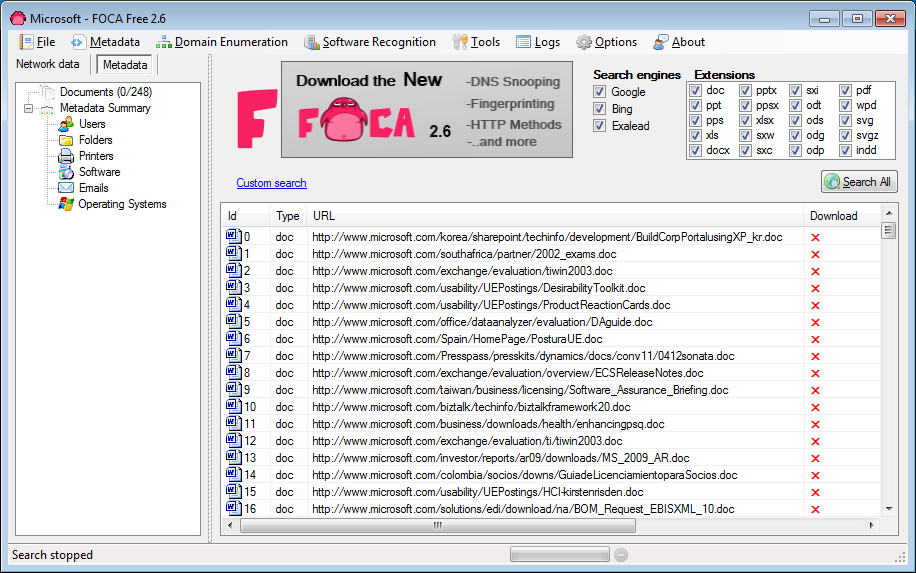 Microsoft - FOCA Free 2.6
File Metadata Domain Enumeration Software Recognition Tools Logs Options About
Network data Metadata
Documents (0/248)
Metadata Summary
Users
Folders
Printers
Software
Emails
Operating Systems
F
Download the New
FOCA 2.6
-DNS Snooping
-Fingerprinting
-HTTP Methods
-..and more
Search engines
Google
Bing
Exalead
Extensions
doc pptx sxi pdf
ppt ppsx odt wpd
pps xlsx ods svg
xls sxw odg svgz
docx sxc odp indd
Custom search
Search All
Id Type URL Download
0 doc http://www.microsoft.com/korea/sharepoint/techinfo/development/BuildCorpPortalusingXP_kr.doc
1 doc http://www.microsoft.com/southafrica/partner/2002_exams.doc
2 doc http://www.microsoft.com/exchange/evaluation/tiwin2003.doc
3 doc http://www.microsoft.com/usability/UEPostings/DesirabilityToolkit.doc
4 doc http://www.microsoft.com/usability/UEPostings/ProductReactionCards.doc
5 doc http://www.microsoft.com/office/dataanalyzer/evaluation/DAguide.doc
6 doc http://www.microsoft.com/Spain/HomePage/PosturaUE.doc
7 doc http://www.microsoft.com/Presspass/presskits/dynamics/docs/conv11/0412sonata.doc
8 doc http://www.microsoft.com/exchange/evaluation/overview/ECSReleaseNotes.doc
9 doc http://www.microsoft.com/taiwan/business/licensing/Software_Assurance_Briefing.doc
10 doc http://www.microsoft.com/biztalk/techinfo/biztalkframework20.doc
11 doc http://www.microsoft.com/business/downloads/health/enhancingpsq.doc
12 doc http://www.microsoft.com/exchange/evaluation/ti/tiwin2003.doc
13 doc http://www.microsoft.com/investor/reports/ar09/downloads/MS_2009_AR.doc
14 doc http://www.microsoft.com/colombia/socios/downs/GuiadeLicenciamientoparaSocios.doc
15 doc http://www.microsoft.com/usability/UEPostings/HCI-kirstenrisden.doc
16 doc http://www.microsoft.com/solutions/edi/download/na/BOM_Request_EBISXML_10.doc
Search stopped